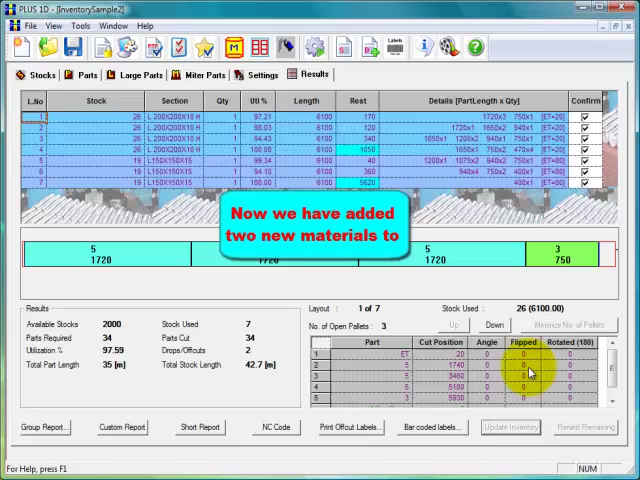 PLUS 1D - [InventorySample2]
File View Tools Window Help
Labels
Stocks Parts Large Parts Miter Parts Settings Results
L.No Stock Section Qty Utl % Length Rest Details [PartLength x Qty] Confirm
1 26 L 200X200X10 H 1 97.21 6100 170 1720x3 750x1 [ET=20]
2 26 L 200X200X10 H 1 98.03 6100 120 1720x1 1650x2 940x1 [ET=20]
3 26 L 200X200X10 H 1 94.43 6100 340 1650x1 1200x2 940x1 750x1 [ET=20]
4 26 L 200X200X10 H 1 100.00 6100 1050 1650x1 750x2 470x4 [ET=20]
5 19 L150X150X15 1 99.34 6100 40 1200x1 1075x2 940x2 750x1 [ET=80]
6 19 L150X150X15 1 94.10 6100 360 940x4 750x2 400x1 [ET=80]
7 19 L150X150X15 1 100.00 6100 5620 400x1 [ET=80]
Now we have added
two new materials to
5 5 3
1720 1720 750
Results Layout : 1 of 7 Stock Used : 26 (6100.00)
Available Stocks 2000 Stock Used 7 No. of Open Pallets : 3 Up Down Minimize No. of Pallets
Parts Required 34 Parts Cut 34 Part Cut Position Angle Flipped Rotated (180)
Utilization % 97.59 Drops/Offcuts 2 1 ET 20 0 0 0
Total Part Length 35 [m] Total Stock Length 42.7 [m] 2 5 1740 0 0 0
3 5 3460 0 0 0
4 5 5180 0 0 0
5 3 5930 0 0 0
Group Report... Custom Report Short Report NC Code Print Offcut Labels... Bar coded labels... Update Inventory Renest Remaining
For Help, press F1 NUM